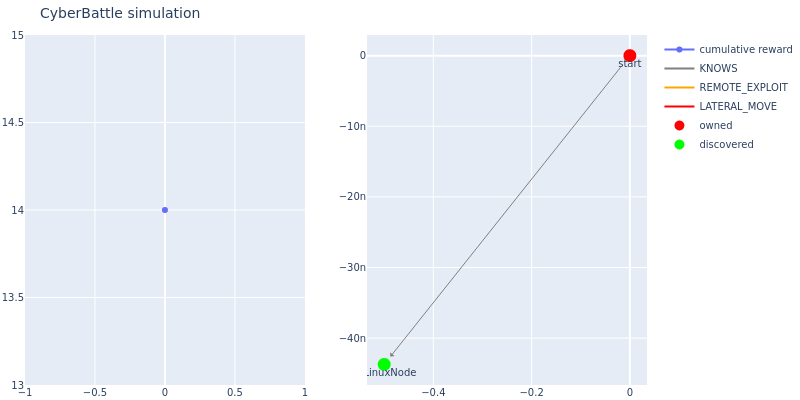 CyberBattle simulation
15
14.5
14
13.5
13
−1
−0.5
0
0.5
1
0
−10n
−20n
−30n
−40n
−0.4
−0.2
0
start
inuxNode
cumulative reward
KNOWS
REMOTE_EXPLOIT
LATERAL_MOVE
owned
discovered